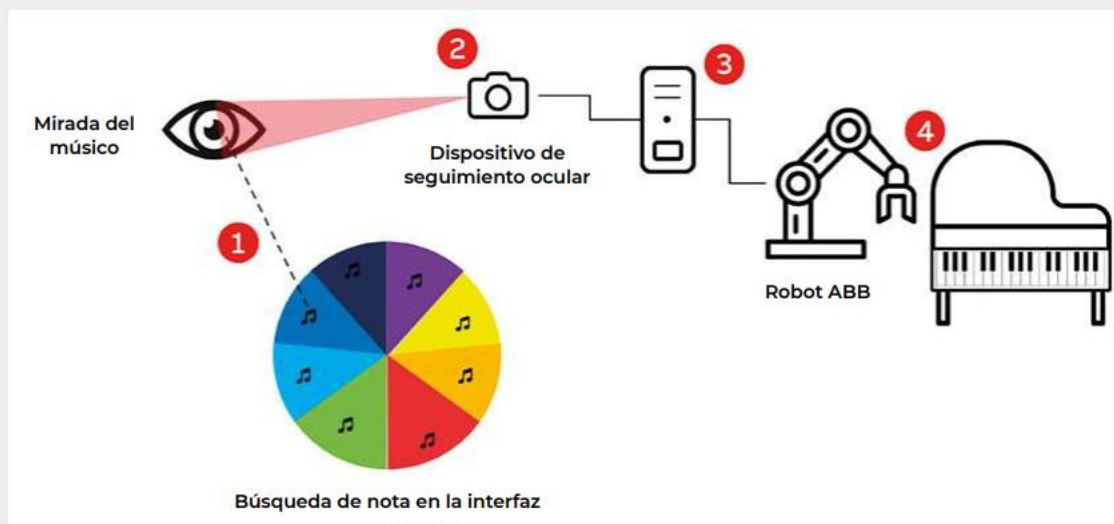 2
3
Mirada del
músico
4
Dispositivo de
seguimiento ocular
1
Robot ABB
Búsqueda de nota en la interfaz